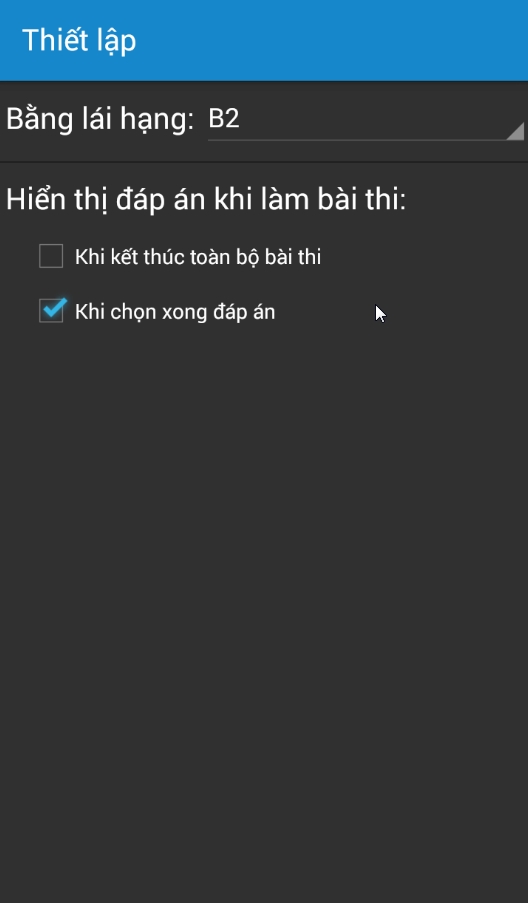 Thiết lập
Bằng lái hạng: B2
Hiển thị đáp án khi làm bài thi:
Khi kết thúc toàn bộ bài thi
Khi chọn xong đáp án